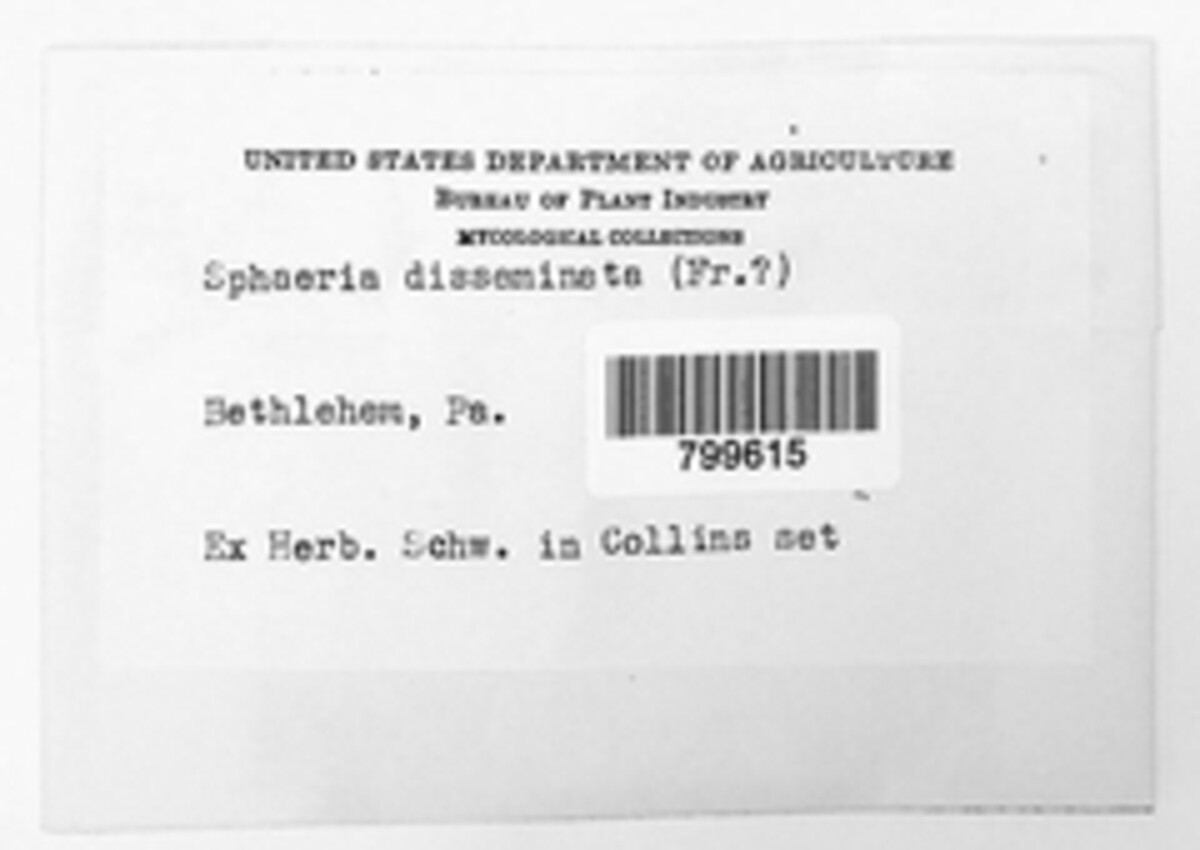 UNITED STATES DEPARTMENT OF AGRICULTURE
BUREAU OF PLANT INDUSTRY
MYCOLOGICAL COLLECTIONS
Sphaeria disseminata (Fr.?)
Bethlehem, Pa.
799615
Ex Herb. Schw. in Collins set